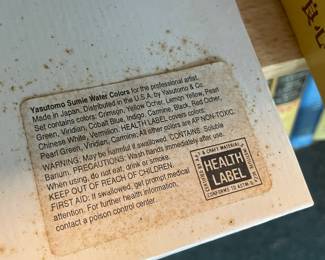 Yasutomo Sumie Water Colors for the professional artist.
Made in Japan. Distributed in the U.S.A. by Yasutomo & Co.
Set contains colors: Crimson, Yellow Ocher, Lemon Yellow, Pearl
Green, Viridian, Cobalt Blue, Indigo, Carmine, Black, Red Ocher,
Chinese White, Vermilion. HEALTH LABEL covers colors:
Pearl Green, Viridian, Carmine; All other colors are AP NON-TOXIC.
WARNING: May be harmful if swallowed. CONTAINS: Soluble
Barium. PRECAUTIONS: Wash hands immediately after use.
When using, do not eat, drink or smoke.
KEEP OUT OF REACH OF CHILDREN.
FIRST AID: If swallowed, get prompt medical
attention. For further health information,
contact a poison control center.
& CRAFT MATERIALS
HEALTH
LABEL
CONFORMS TO ASTM